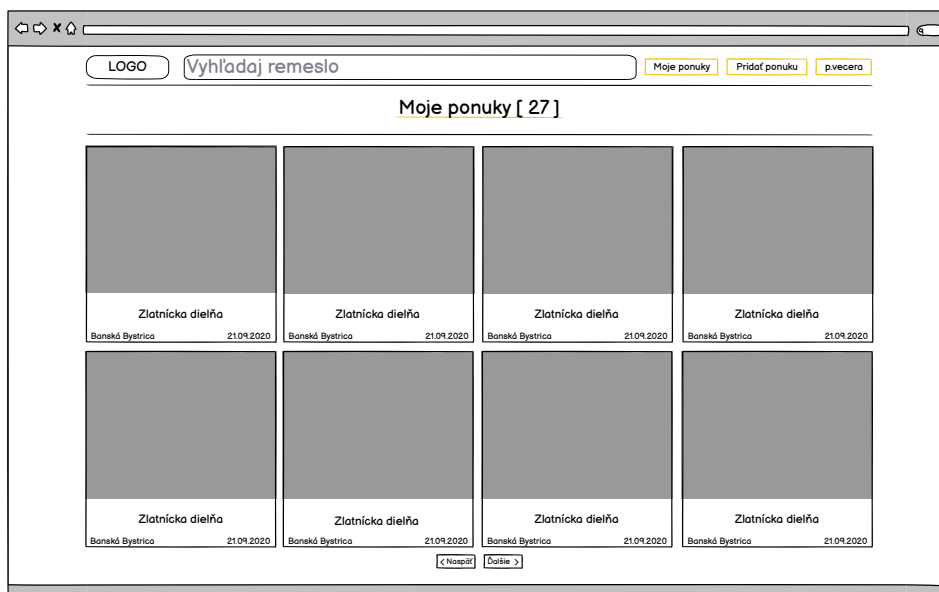 LOGO
Vyhľadaj remeslo
Moje ponuky
Pridať ponuku
p.vecera
Moje ponuky [ 27 ]
Zlatnícka dielňa
Banská Bystrica 21.09.2020
Zlatnícka dielňa
Banská Bystrica 21.09.2020
Zlatnícka dielňa
Banská Bystrica 21.09.2020
Zlatnícka dielňa
Banská Bystrica 21.09.2020
Zlatnícka dielňa
Banská Bystrica 21.09.2020
Zlatnícka dielňa
Banská Bystrica 21.09.2020
Zlatnícka dielňa
Banská Bystrica 21.09.2020
Zlatnícka dielňa
Banská Bystrica 21.09.2020
< Naspäť
Ďalšie >